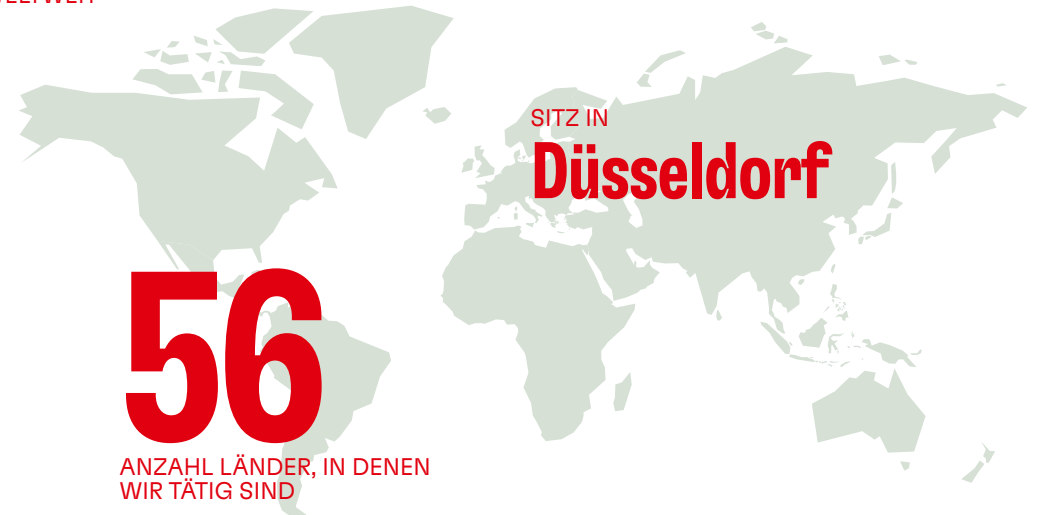 SITZ IN
Düsseldorf
56
ANZAHL LÄNDER, IN DENEN
WIR TÄTIG SIND